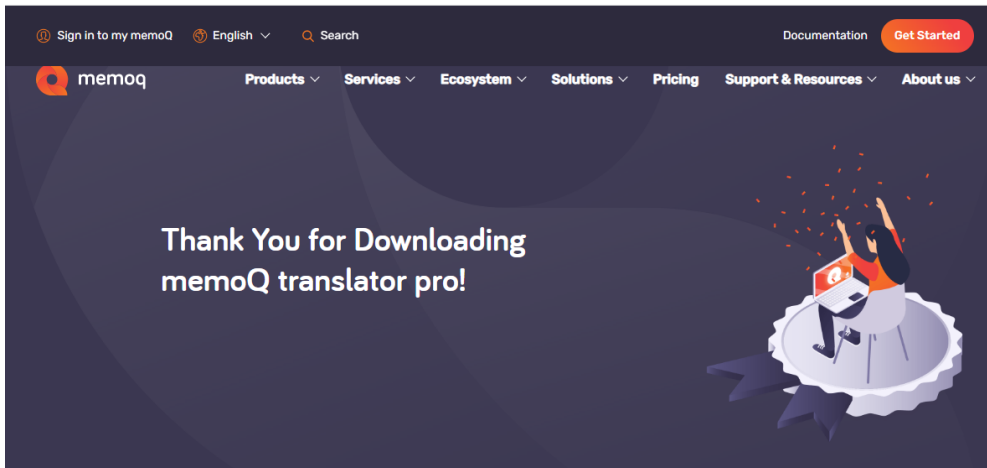 Sign in to my memoQ English Search Documentation Get Started
memoq Products Services Ecosystem Solutions Pricing Support & Resources About us
Thank You for Downloading
memoQ translator pro!